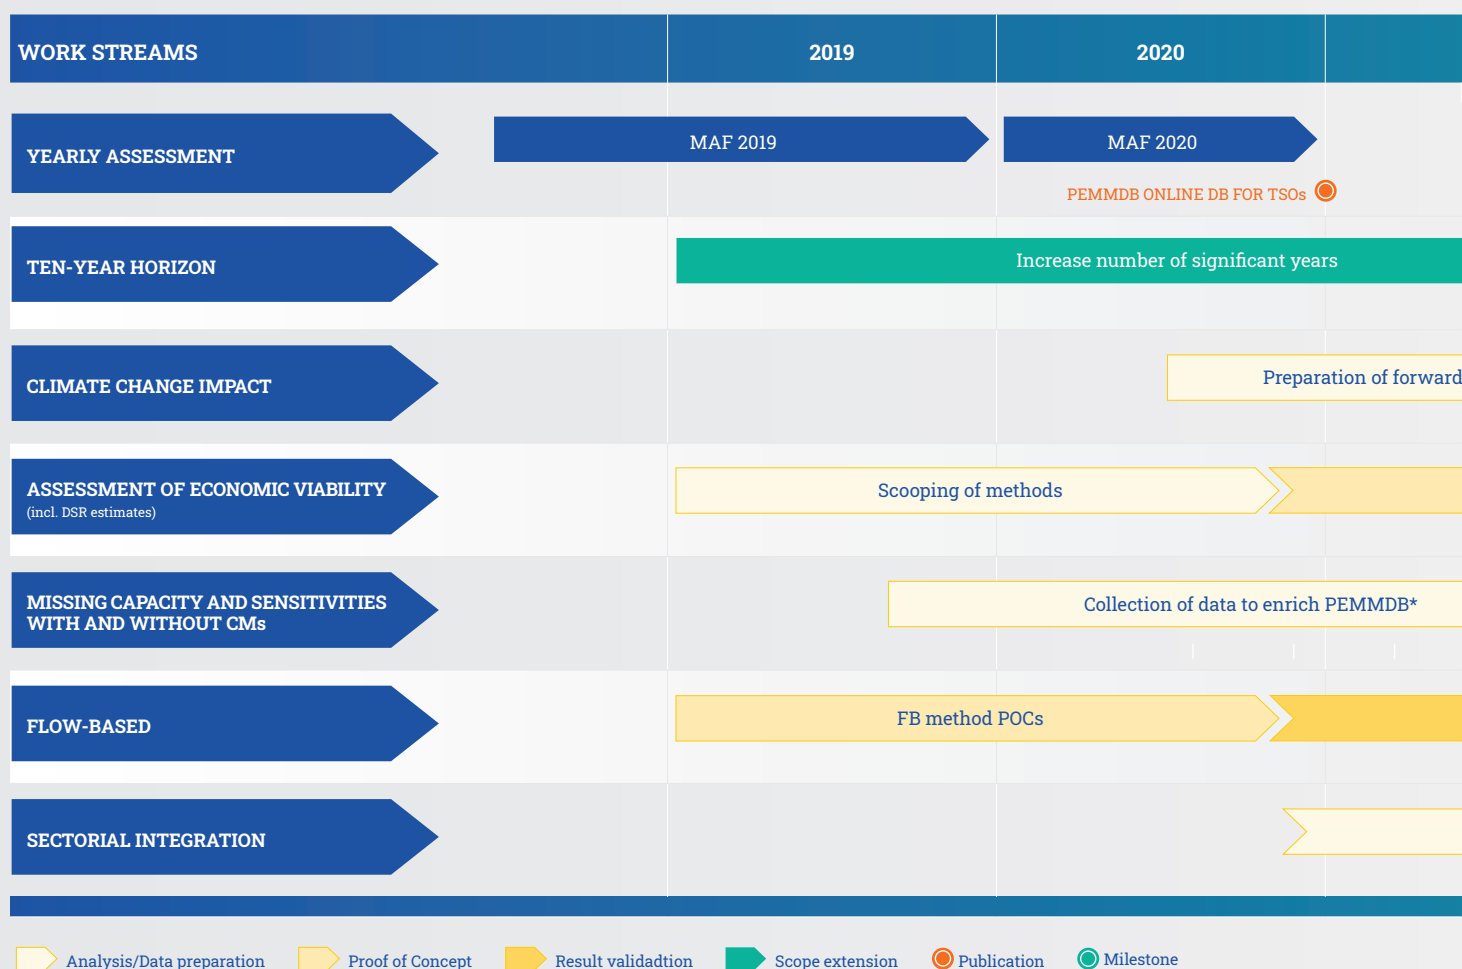 WORK STREAMS 2019 2020
YEARLY ASSESSMENT MAF 2019 MAF 2020
PEMMDB ONLINE DB FOR TSOs
TEN-YEAR HORIZON Increase number of significant years
CLIMATE CHANGE IMPACT Preparation of forward
ASSESSMENT OF ECONOMIC VIABILITY
(incl. DSR estimates)
Scooping of methods
MISSING CAPACITY AND SENSITIVITIES
WITH AND WITHOUT CMs
Collection of data to enrich PEMMDB*
FLOW-BASED FB method POCs
SECTORIAL INTEGRATION
Analysis/Data preparation Proof of Concept Result validadtion Scope extension Publication Milestone